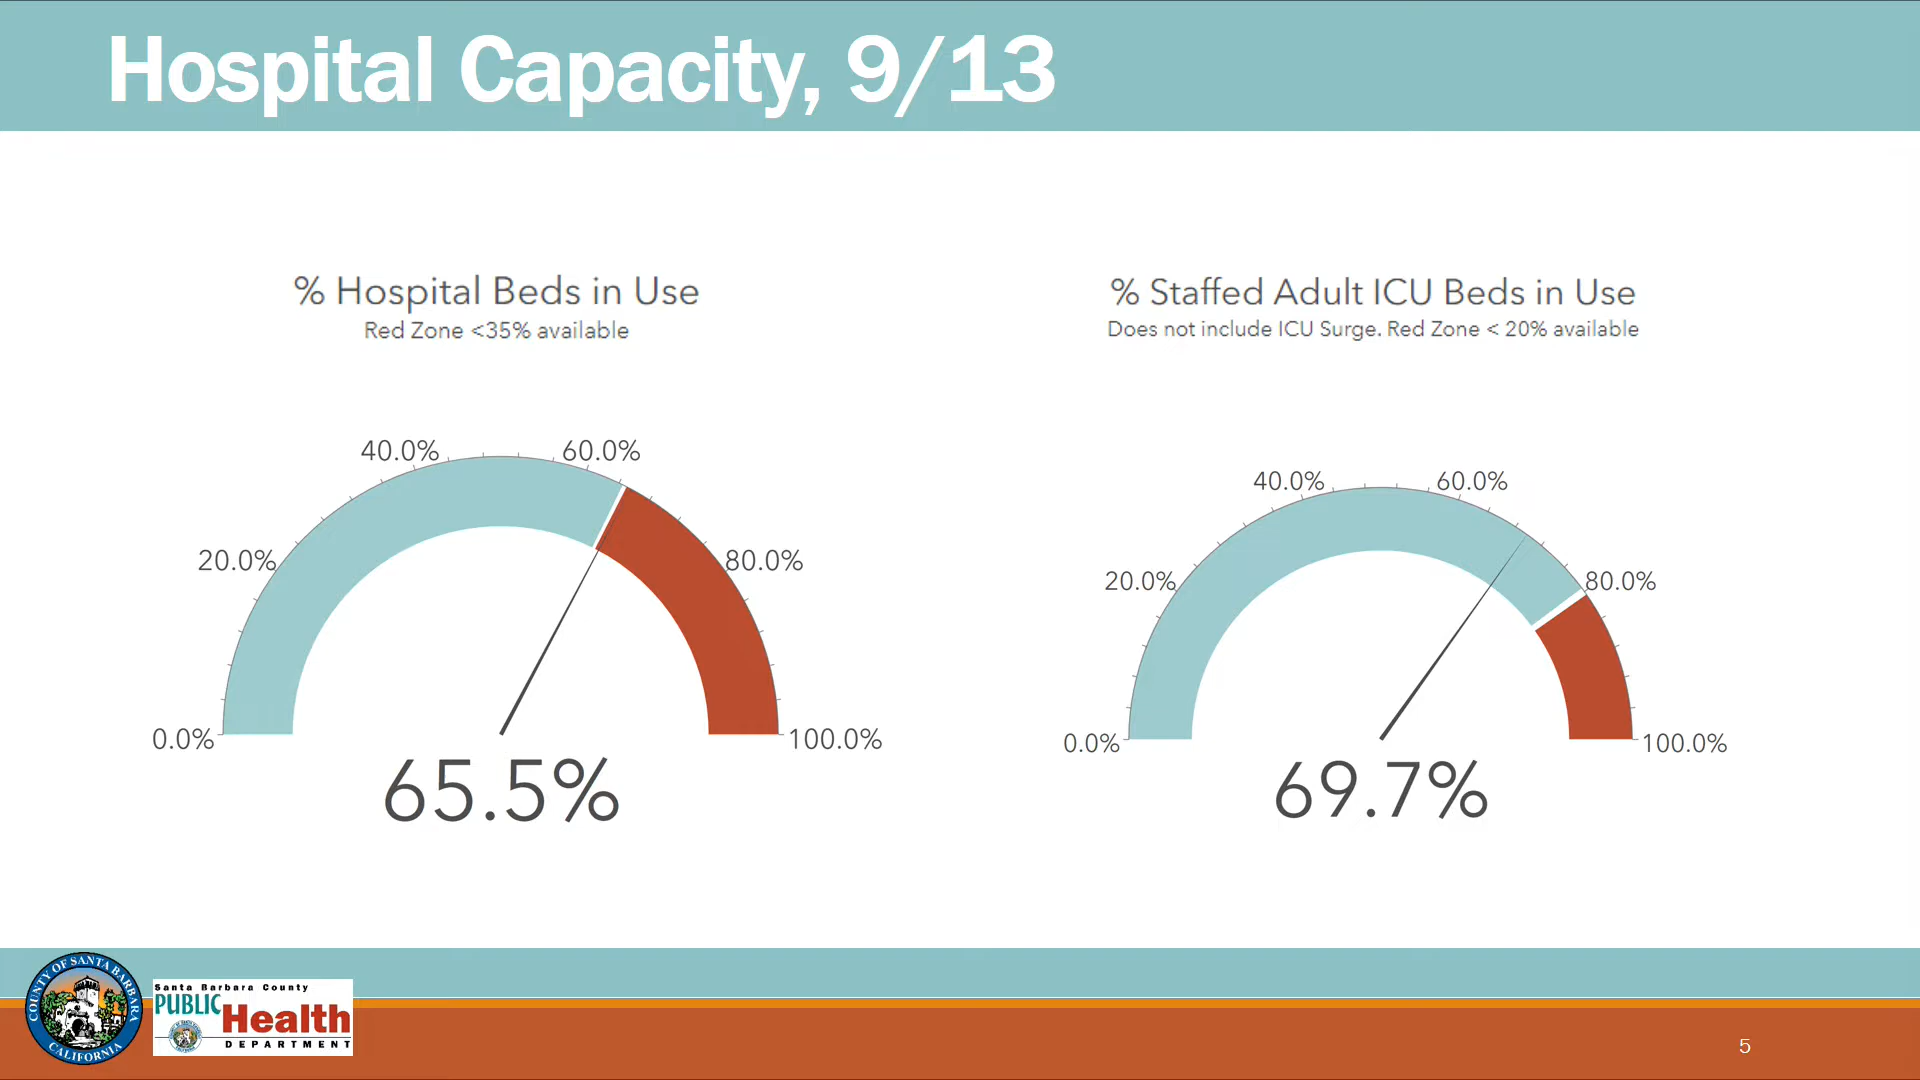 Hospital Capacity, 9/13
% Hospital Beds in Use
Red Zone <35% available
0.0%
20.0%
40.0%
60.0%
80.0%
100.0%
65.5%
% Staffed Adult ICU Beds in Use
Does not include ICU Surge. Red Zone < 20% available
0.0%
20.0%
40.0%
60.0%
80.0%
100.0%
69.7%
COUNTY OF SANTA BARBARA
CALIFORNIA
Santa Barbara County
PUBLIC
Health
DEPARTMENT
5